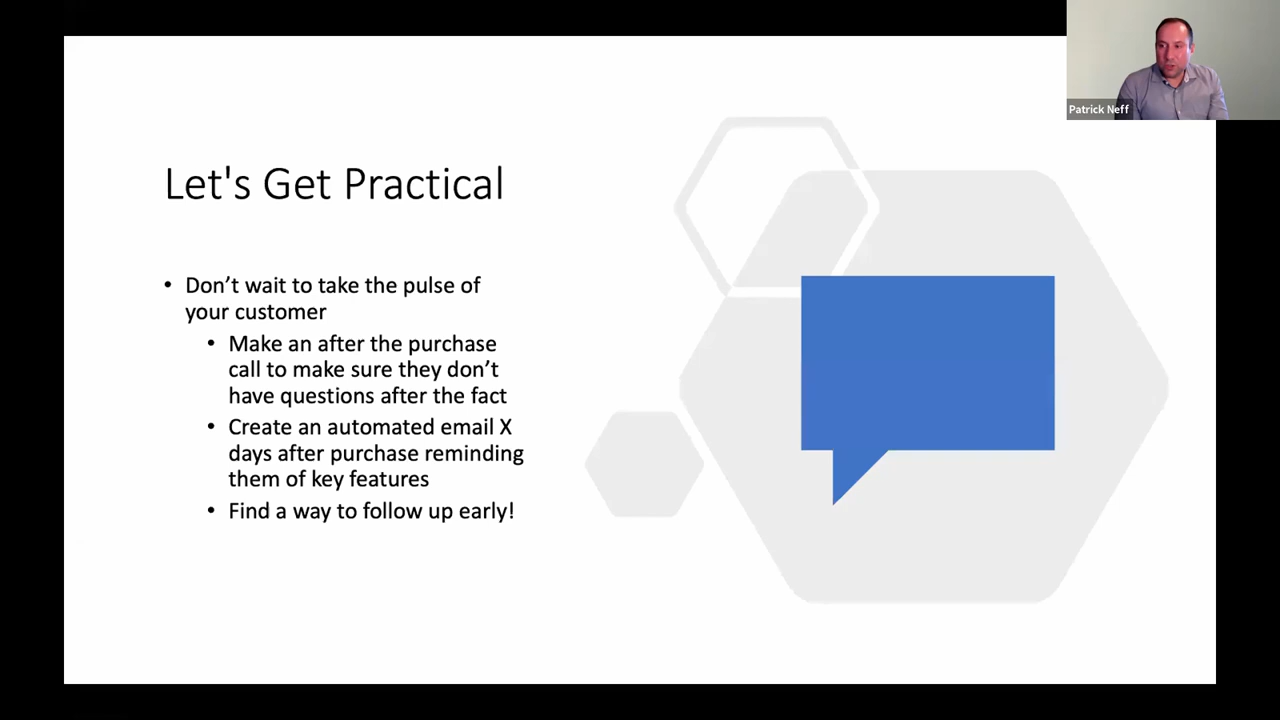 Patrick Neff
Let's Get Practical
• Don’t wait to take the pulse of
your customer
• Make an after the purchase
call to make sure they don’t
have questions after the fact
• Create an automated email X
days after purchase reminding
them of key features
• Find a way to follow up early!